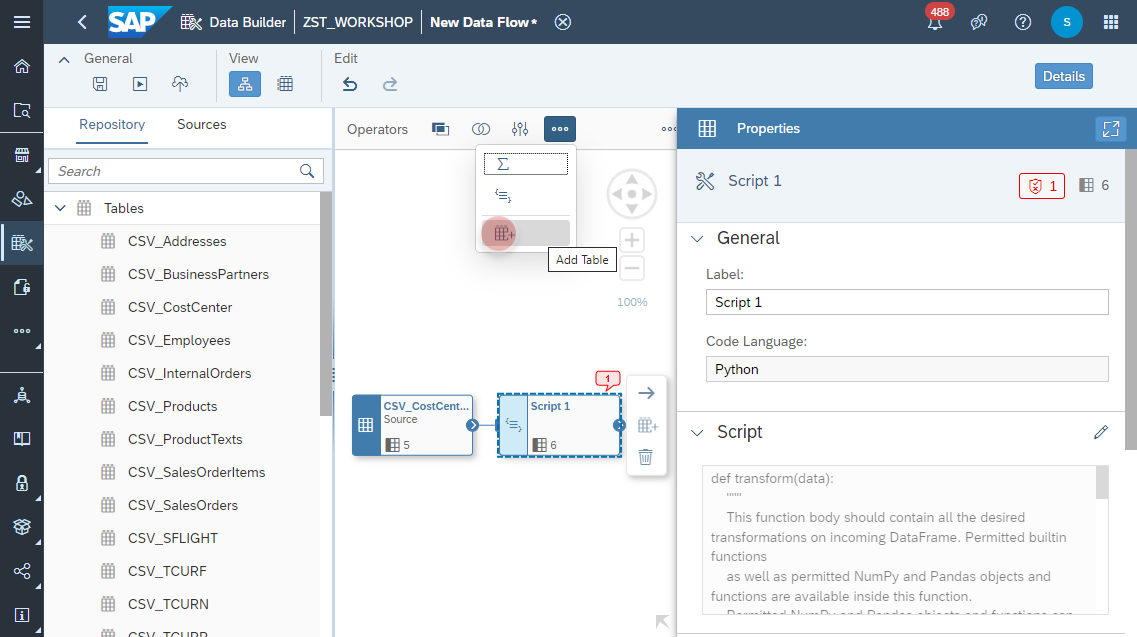 SAP
Data Builder
ZST_WORKSHOP
New Data Flow*
488
S
General
View
Edit
Details
Repository
Sources
Search
Tables
CSV_Addresses
CSV_BusinessPartners
CSV_CostCenter
CSV_Employees
CSV_InternalOrders
CSV_Products
CSV_ProductTexts
CSV_SalesOrderItems
CSV_SalesOrders
CSV_SFLIGHT
CSV_TCURF
CSV_TCURN
CSV_TCURR
Operators
Add Table
100%
CSV_CostCent...
Source
5
1
Script 1
6
Properties
Script 1
1
6
General
Label:
Script 1
Code Language:
Python
Script
def transform(data):
"""
This function body should contain all the desired
transformations on incoming DataFrame. Permitted builtin
functions
as well as permitted NumPy and Pandas objects and
functions are available inside this function.
Permitted NumPy and Pandas objects and functions can